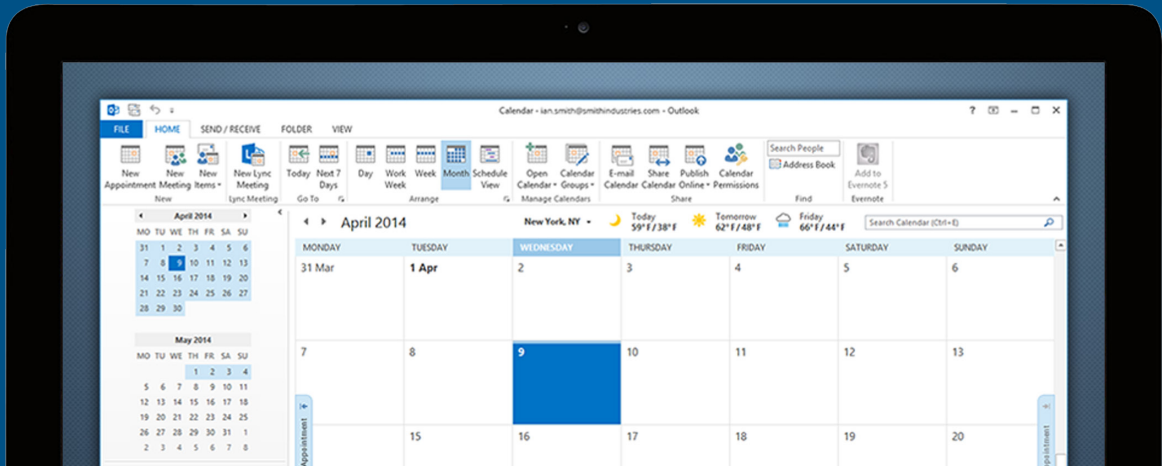 Calendar - ian.smith@smithindustries.com - Outlook
FILE HOME SEND / RECEIVE FOLDER VIEW
New Appointment
New Meeting
New Items
New
New Lync Meeting
Lync Meeting
Today
Next 7 Days
Go To
Day
Work Week
Week
Month
Schedule View
Arrange
Open Calendar
Calendar Groups
Manage Calendars
E-mail Calendar
Share Calendar
Publish Online
Calendar Permissions
Share
Search People
Address Book
Find
Add to Evernote 5
Evernote
April 2014
MO TU WE TH FR SA SU
31 1 2 3 4 5 6
7 8 9 10 11 12 13
14 15 16 17 18 19 20
21 22 23 24 25 26 27
28 29 30
May 2014
MO TU WE TH FR SA SU
1 2 3 4
5 6 7 8 9 10 11
12 13 14 15 16 17 18
19 20 21 22 23 24 25
26 27 28 29 30 31 1
2 3 4 5 6 7 8
April 2014
New York, NY
Today
59°F/38°F
Tomorrow
62°F/48°F
Friday
66°F/44°F
Search Calendar (Ctrl+E)
MONDAY TUESDAY WEDNESDAY THURSDAY FRIDAY SATURDAY SUNDAY
31 Mar 1 Apr 2 3 4 5 6
7 8 9 10 11 12 13
15 16 17 18 19 20
Appointment